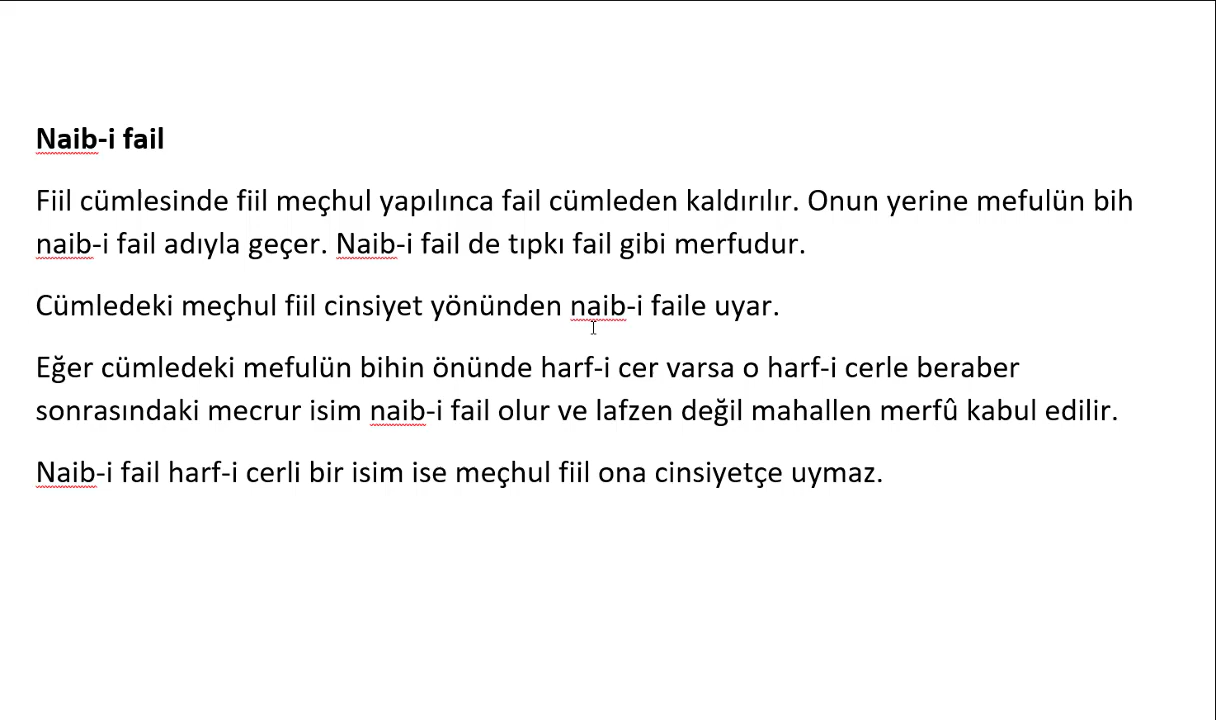 Naib-i fail
Fiil cümlesinde fiil meçhul yapılınca fail cümleden kaldırılır. Onun yerine mefulün bih
naib-i fail adıyla geçer. Naib-i fail de tıpkı fail gibi merfudur.
Cümledeki meçhul fiil cinsiyet yönünden naib-i faile uyar.
Eğer cümledeki mefulün bihin önünde harf-i cer varsa o harf-i cerle beraber
sonrasındaki mecrur isim naib-i fail olur ve lafzen değil mahallen merfû kabul edilir.
Naib-i fail harf-i cerli bir isim ise meçhul fiil ona cinsiyetçe uymaz.